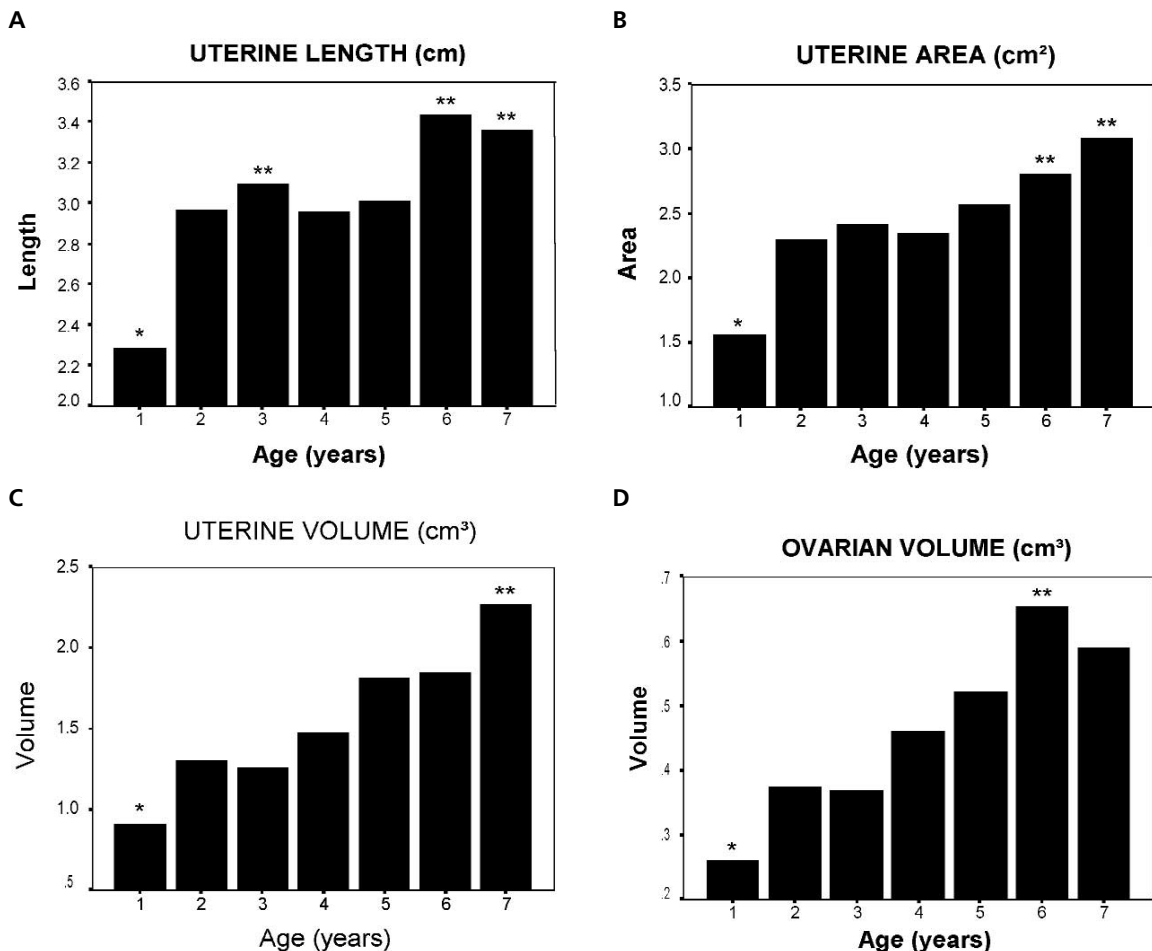 A
UTERINE LENGTH (cm)
3.6
3.4
3.2
3.0
2.8
2.6
2.4
2.2
2.0
Length
*
**
**
**
1 2 3 4 5 6 7
Age (years)
B
UTERINE AREA (cm²)
3.5
3.0
2.5
2.0
1.5
1.0
Area
*
**
**
1 2 3 4 5 6 7
Age (years)
C
UTERINE VOLUME (cm³)
2.5
2.0
1.5
1.0
.5
Volume
*
**
1 2 3 4 5 6 7
Age (years)
D
OVARIAN VOLUME (cm³)
.7
.6
.5
.4
.3
.2
Volume
*
**
1 2 3 4 5 6 7
Age (years)